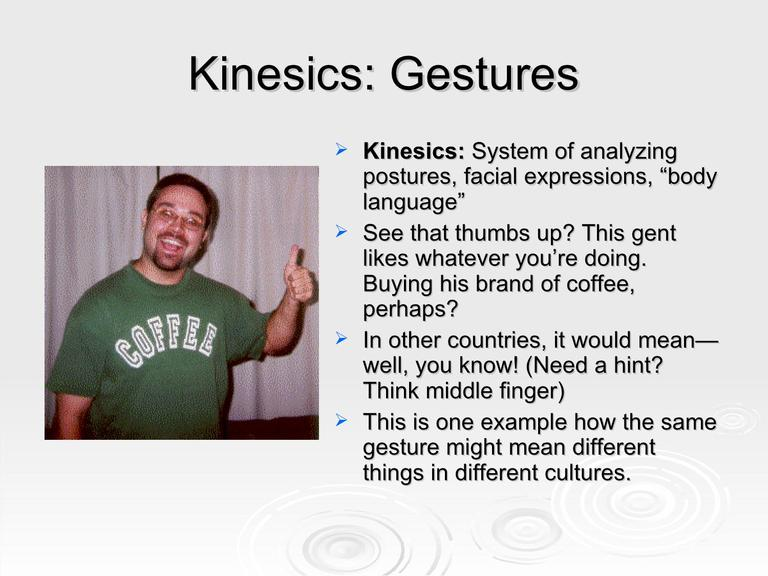 Kinesics: Gestures
Kinesics: System of analyzing
postures, facial expressions, “body
language”
See that thumbs up? This gent
likes whatever you’re doing.
Buying his brand of coffee,
perhaps?
In other countries, it would mean—
well, you know! (Need a hint?
Think middle finger)
This is one example how the same
gesture might mean different
things in different cultures.
COFFEE